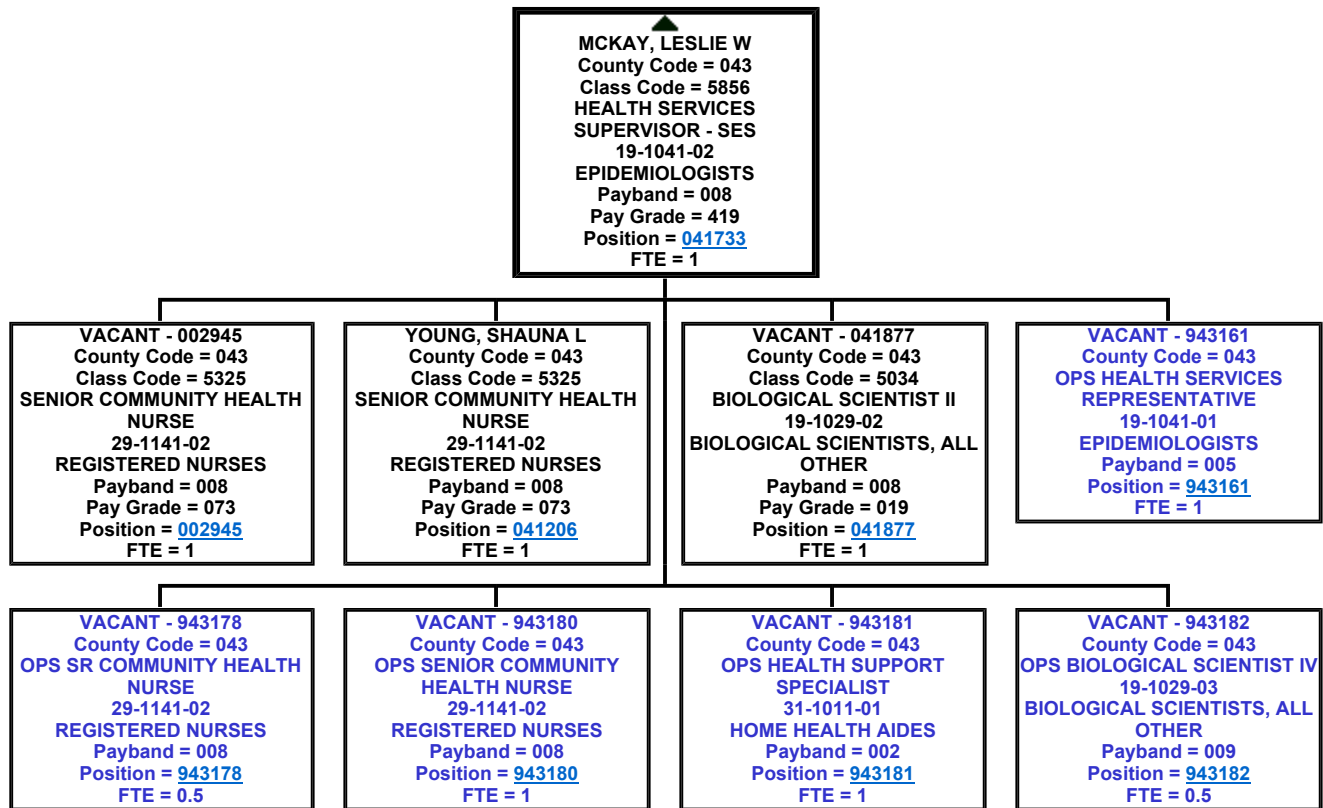 MCKAY, LESLIE W
County Code = 043
Class Code = 5856
HEALTH SERVICES
SUPERVISOR - SES
19-1041-02
EPIDEMIOLOGISTS
Payband = 008
Pay Grade = 419
Position = 041733
FTE = 1
VACANT - 002945
County Code = 043
Class Code = 5325
SENIOR COMMUNITY HEALTH
NURSE
29-1141-02
REGISTERED NURSES
Payband = 008
Pay Grade = 073
Position = 002945
FTE = 1
YOUNG, SHAUNA L
County Code = 043
Class Code = 5325
SENIOR COMMUNITY HEALTH
NURSE
29-1141-02
REGISTERED NURSES
Payband = 008
Pay Grade = 073
Position = 041206
FTE = 1
VACANT - 041877
County Code = 043
Class Code = 5034
BIOLOGICAL SCIENTIST II
19-1029-02
BIOLOGICAL SCIENTISTS, ALL
OTHER
Payband = 008
Pay Grade = 019
Position = 041877
FTE = 1
VACANT - 943161
County Code = 043
OPS HEALTH SERVICES
REPRESENTATIVE
19-1041-01
EPIDEMIOLOGISTS
Payband = 005
Position = 943161
FTE = 1
VACANT - 943178
County Code = 043
OPS SR COMMUNITY HEALTH
NURSE
29-1141-02
REGISTERED NURSES
Payband = 008
Position = 943178
FTE = 0.5
VACANT - 943180
County Code = 043
OPS SENIOR COMMUNITY
HEALTH NURSE
29-1141-02
REGISTERED NURSES
Payband = 008
Position = 943180
FTE = 1
VACANT - 943181
County Code = 043
OPS HEALTH SUPPORT
SPECIALIST
31-1011-01
HOME HEALTH AIDES
Payband = 002
Position = 943181
FTE = 1
VACANT - 943182
County Code = 043
OPS BIOLOGICAL SCIENTIST IV
19-1029-03
BIOLOGICAL SCIENTISTS, ALL
OTHER
Payband = 009
Position = 943182
FTE = 0.5